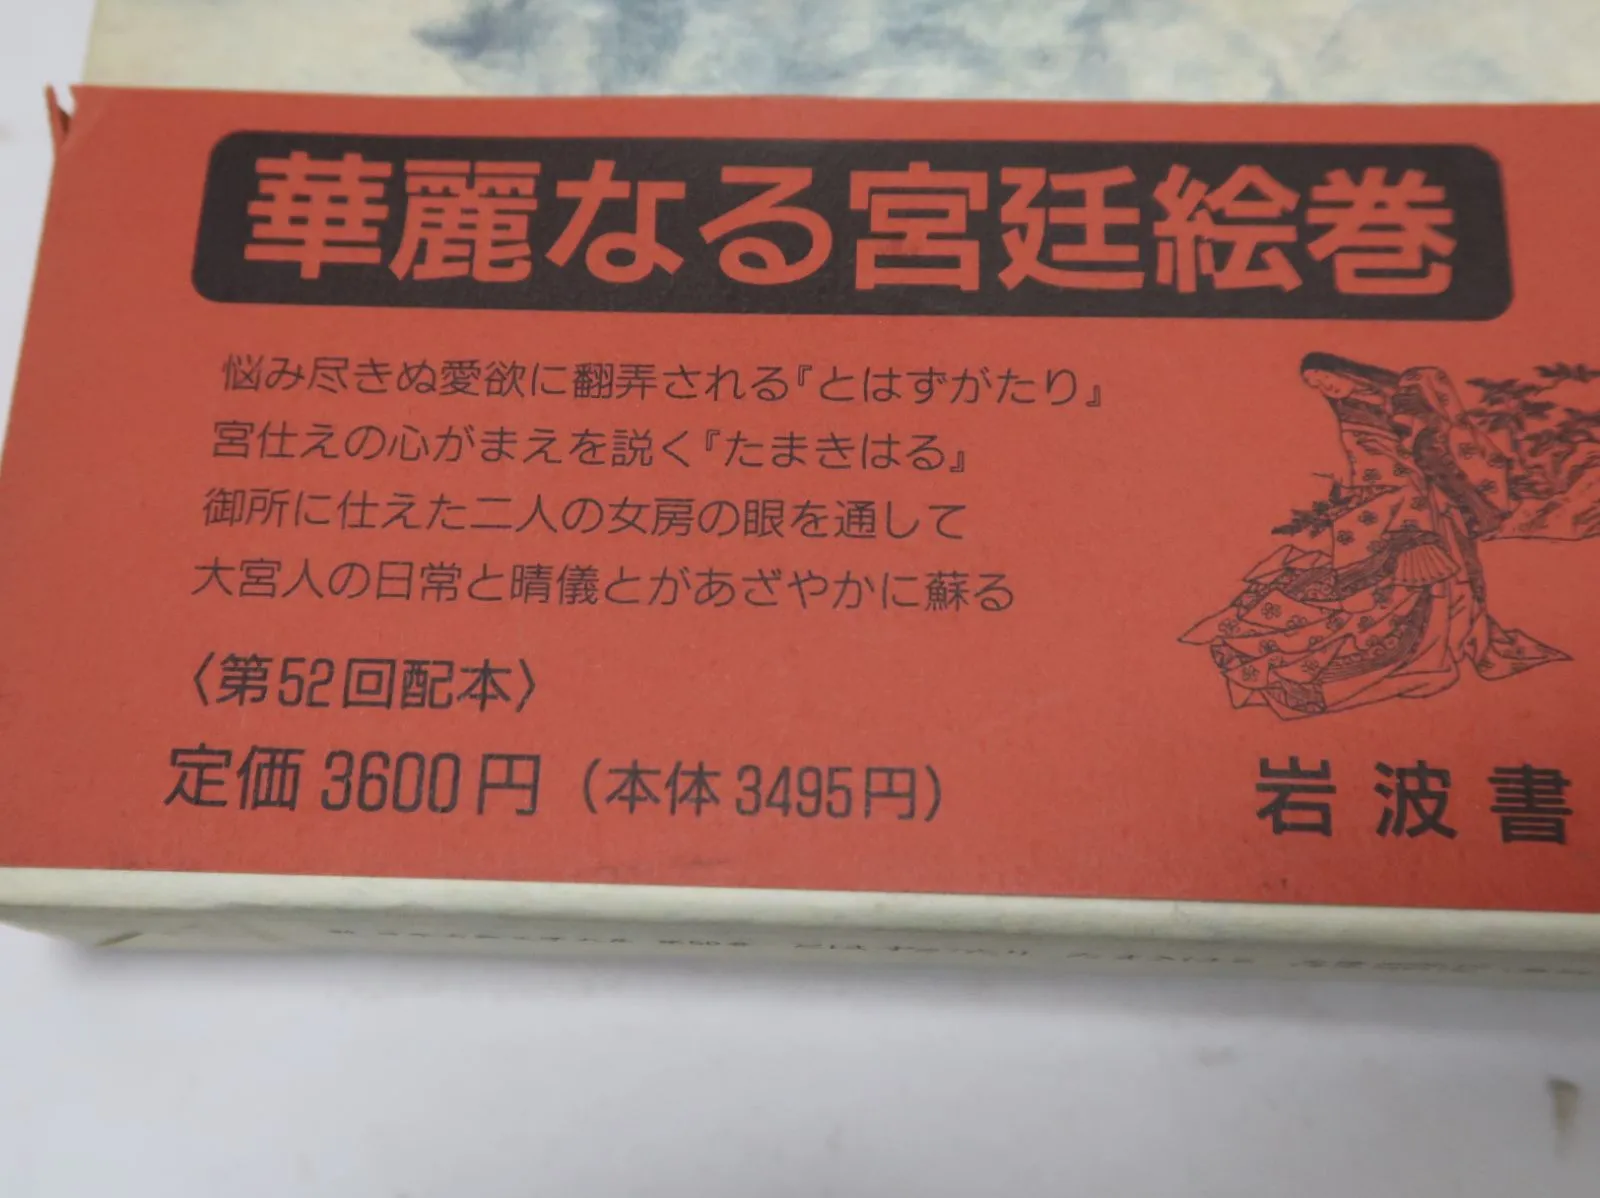 華麗なる宮廷絵巻
悩み尽きぬ愛欲に翻弄される『とはずがたり』
宮仕えの心がまえを説く『たまきはる』
御所に仕えた二人の女房の眼を通して
大宮人の日常と晴儀とがあざやかに蘇る
〈第52回配本〉
定価3600円（本体3495円）
岩波書